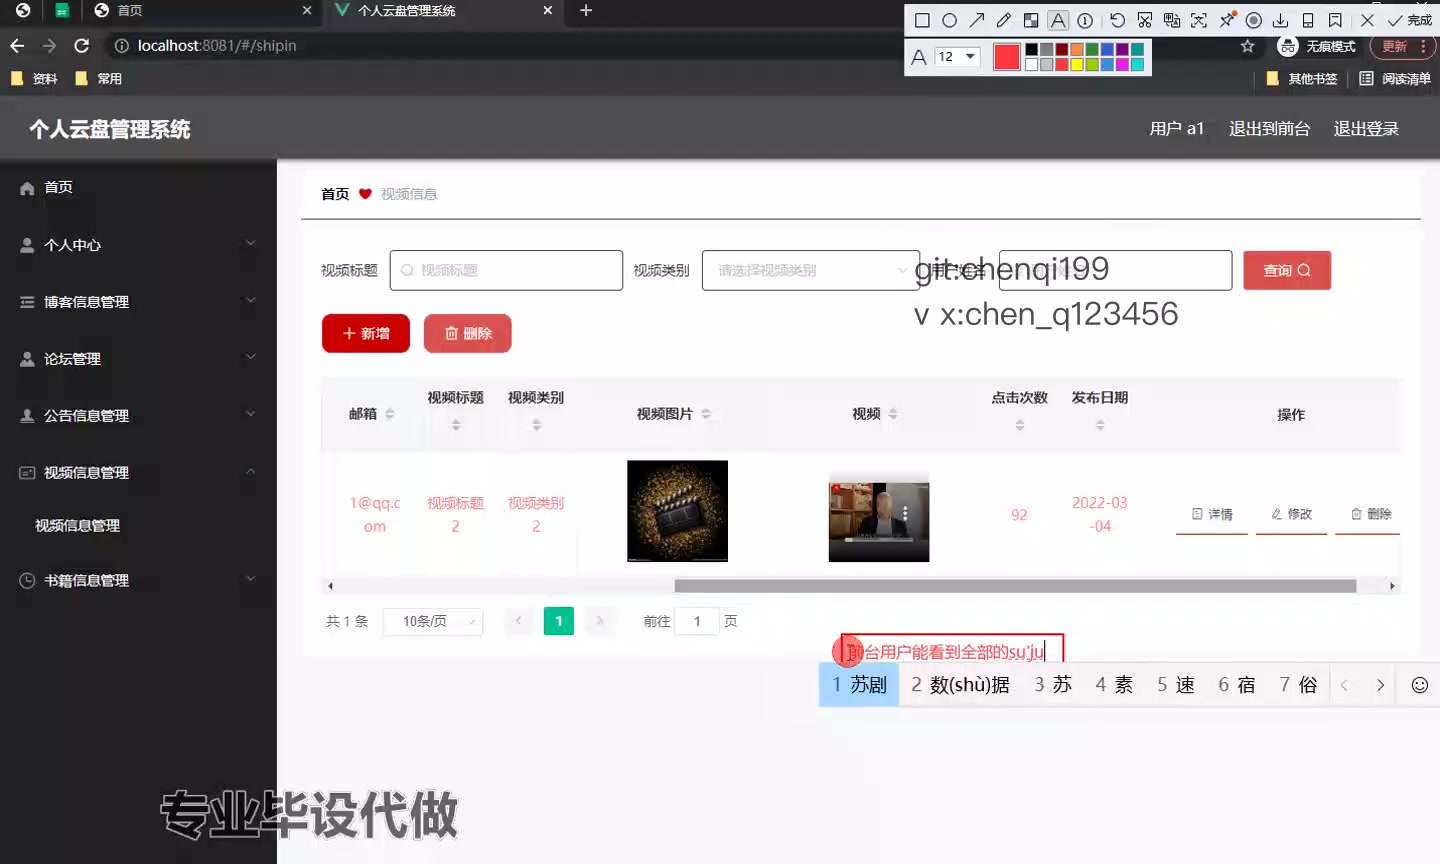 首页
个人云盘管理系统
localhost:8081/#/shipin
无痕模式
更新
资料
常用
其他书签
阅读清单
12
完成
个人云盘管理系统
用户 a1
退出到前台
退出登录
首页
个人中心
博客信息管理
论坛管理
公告信息管理
视频信息管理
视频信息管理
书籍信息管理
首页
视频信息
视频标题
视频标题
视频类别
请选择视频类别
git:chenqi199
v x:chen_q123456
查询
新增
删除
邮箱
视频标题
视频类别
视频图片
视频
点击次数
发布日期
操作
1@qq.c
om
视频标题
2
视频类别
2
92
2022-03
-04
详情
修改
删除
共 1 条
10条/页
1
前往
1
页
前台用户能看到全部的su'ju
1 苏剧 2 数(shù)据 3 苏 4 素 5 速 6 宿 7 俗
专业毕设代做